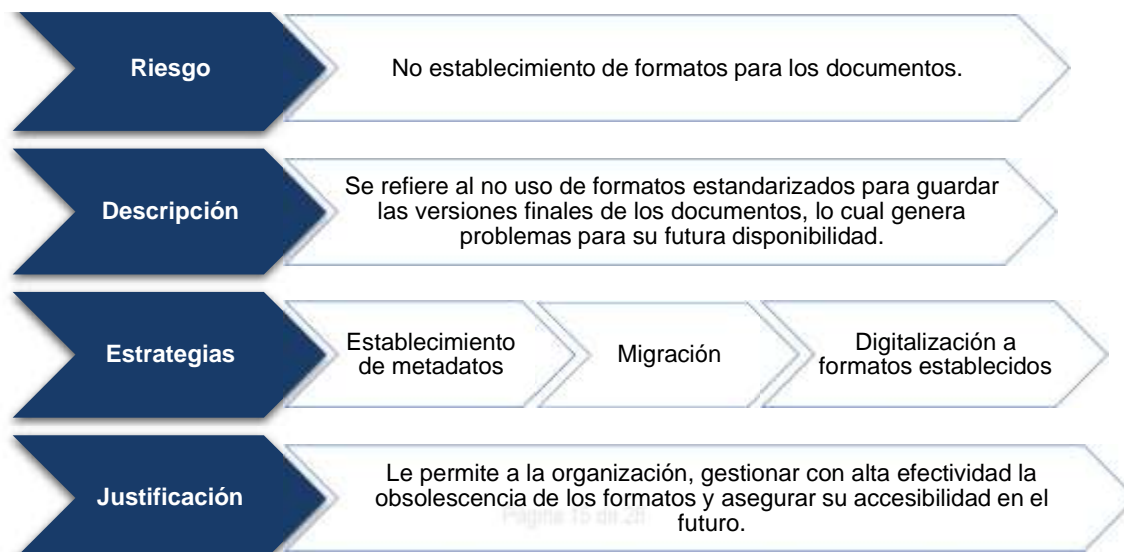 Riesgo
No establecimiento de formatos para los documentos.
Descripción
Se refiere al no uso de formatos estandarizados para guardar
las versiones finales de los documentos, lo cual genera
problemas para su futura disponibilidad.
Estrategias
Establecimiento
de metadatos
Migración
Digitalización a
formatos establecidos
Justificación
Le permite a la organización, gestionar con alta efectividad la
obsolescencia de los formatos y asegurar su accesibilidad en el
futuro.